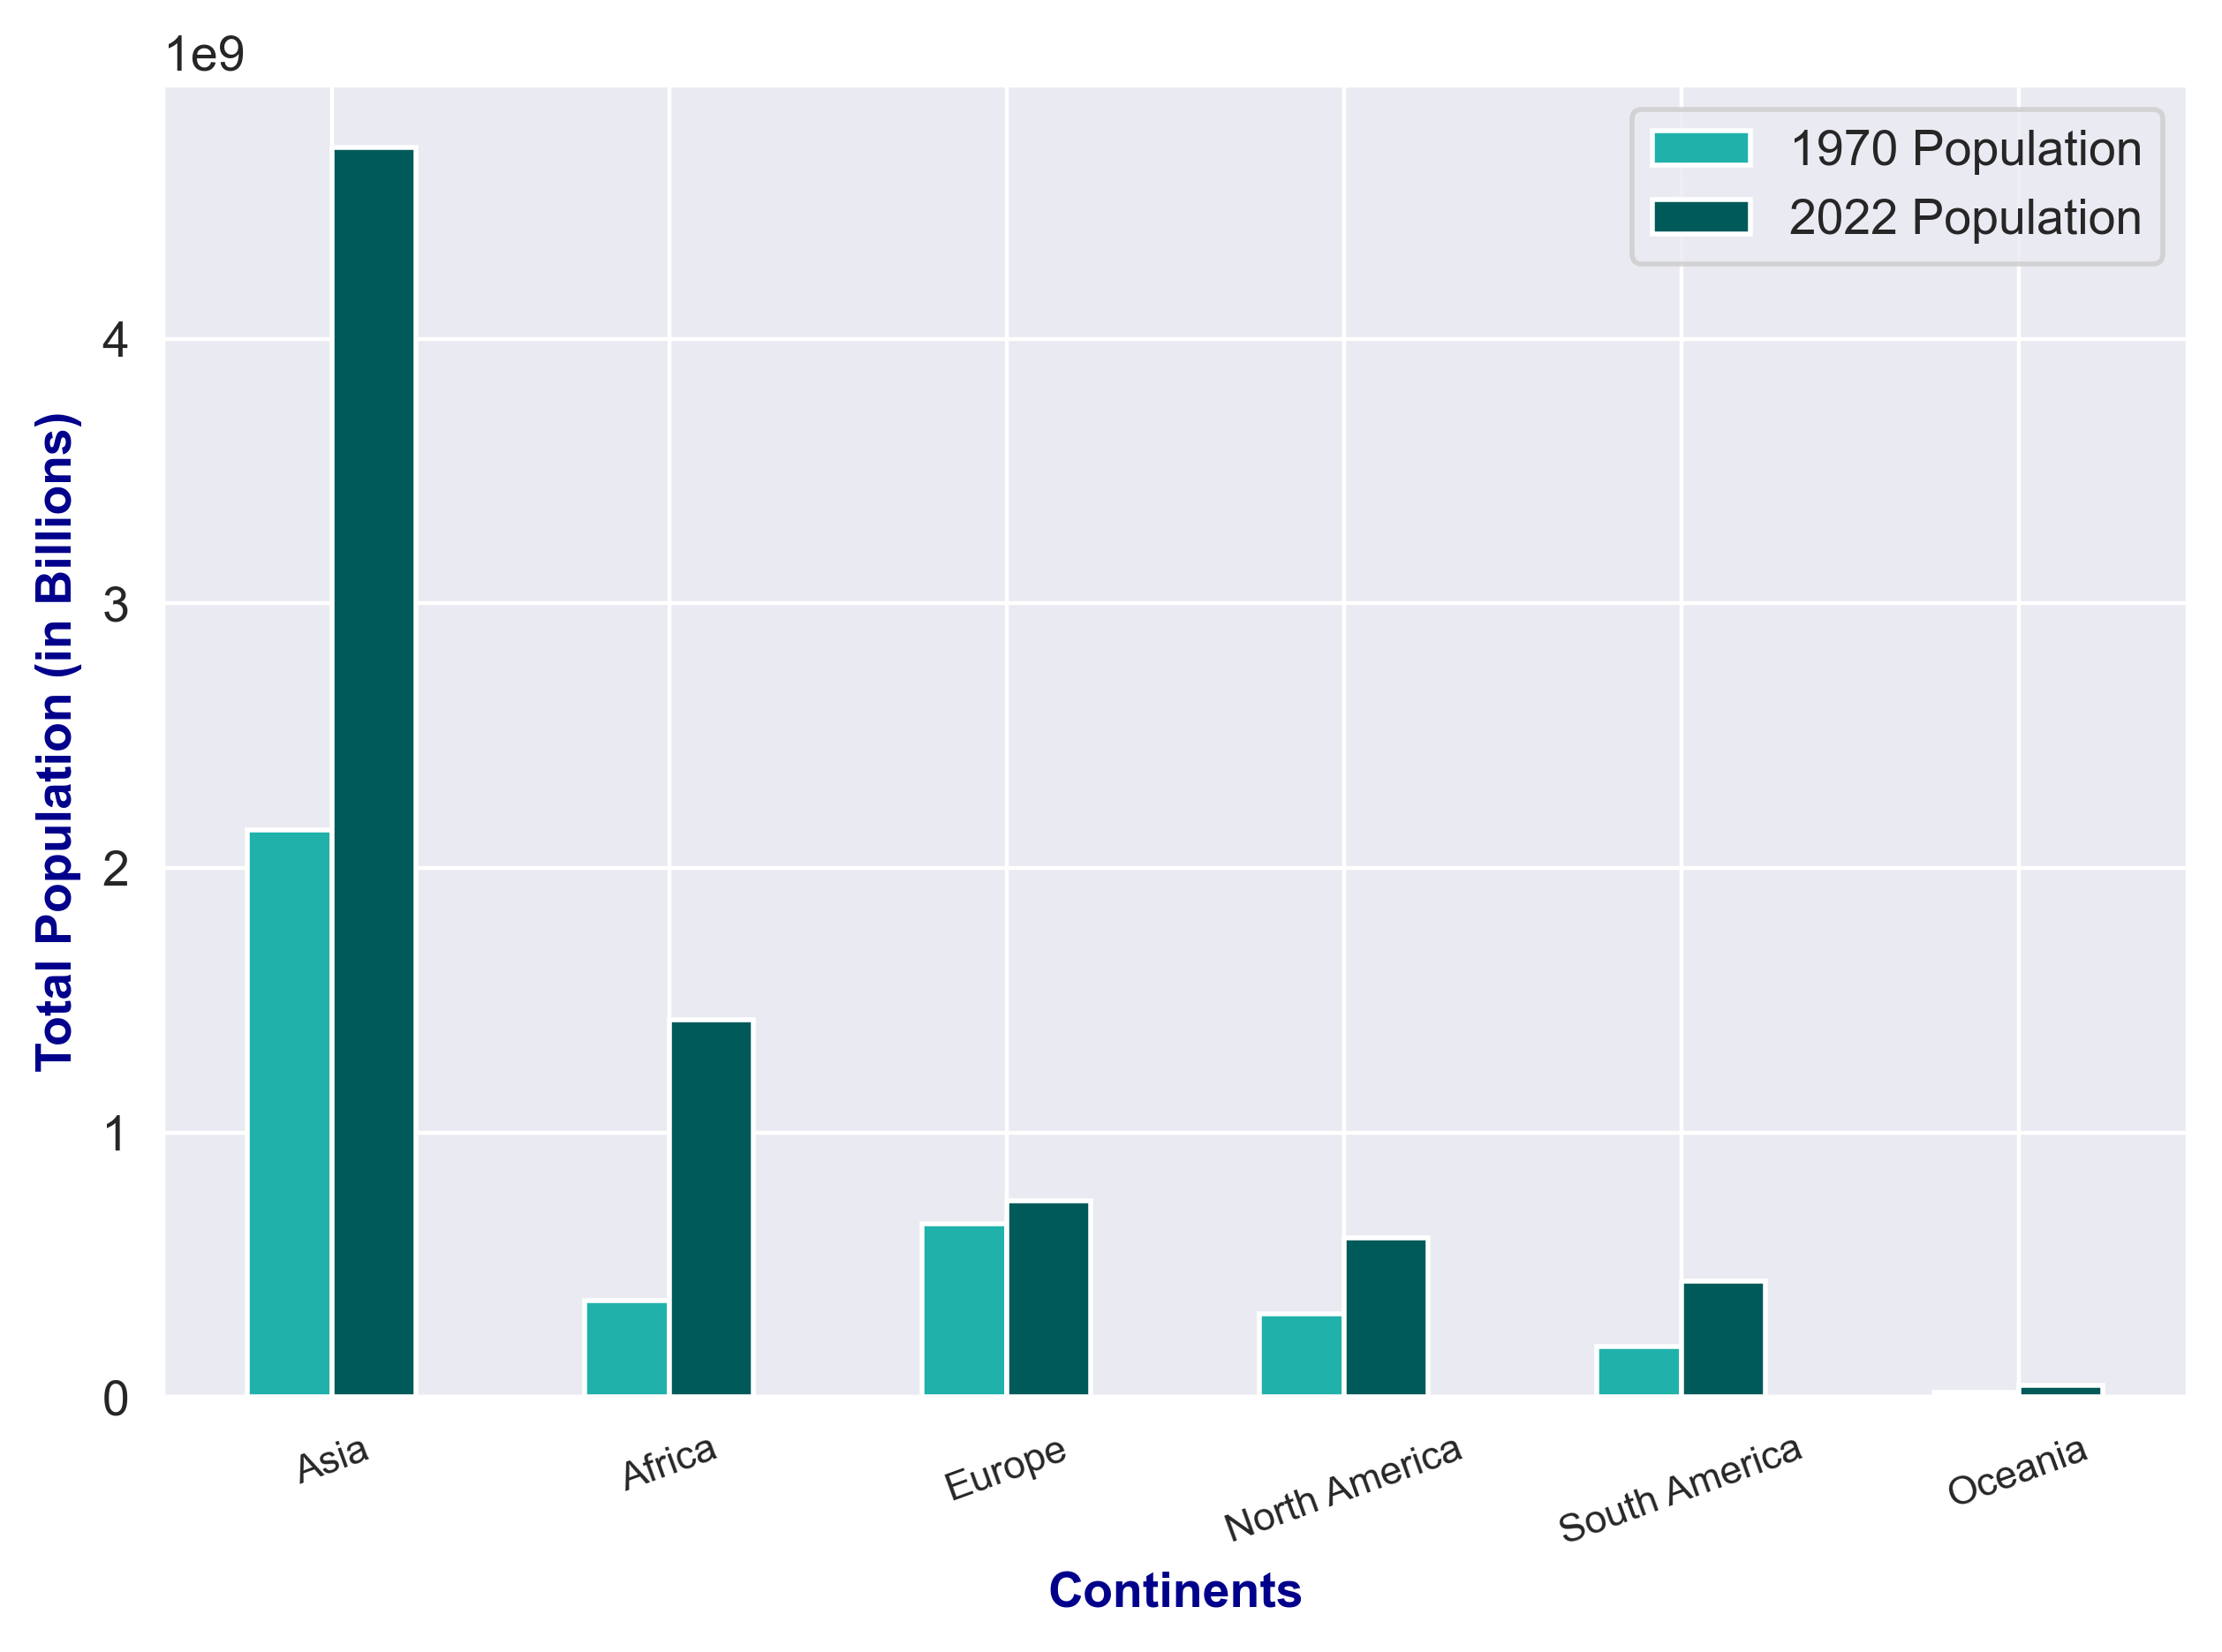 1e9
1970 Population
2022 Population
4
3
2
1
0
Total Population (in Billions)
Asia
Africa
Europe
North America
South America
Oceania
Continents